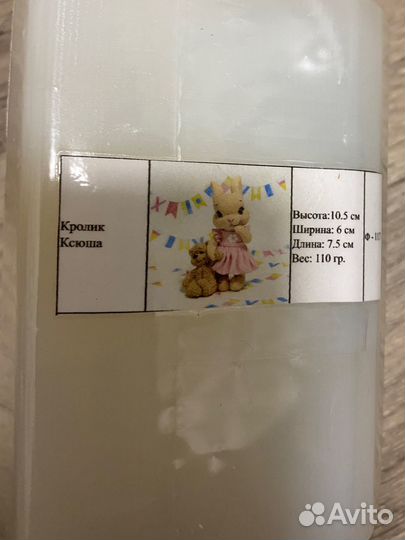 Кролик
Ксюша
Высота:10.5 см
Ширина: 6 см
Длина: 7.5 см
Вес: 110 гр.
Ф -
Avito